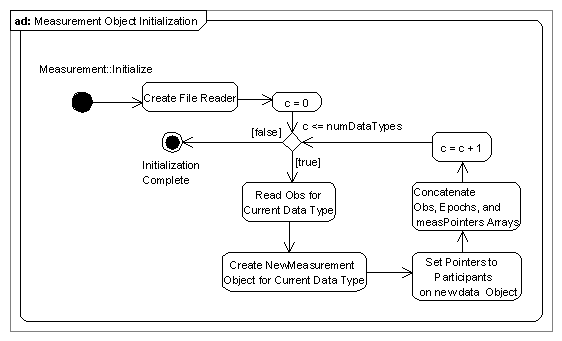 ad: Measurement Object Initialization
Measurement::Initialize
Create File Reader
c = 0
c <= numDataTypes
[false]
[true]
c = c + 1
Initialization
Complete
Read Obs for
Current Data Type
Concatenate
Obs, Epochs, and
measPointers Arrays
Create NewMeasurement
Object for Current Data Type
Set Pointers to
Participants
on newdata Object